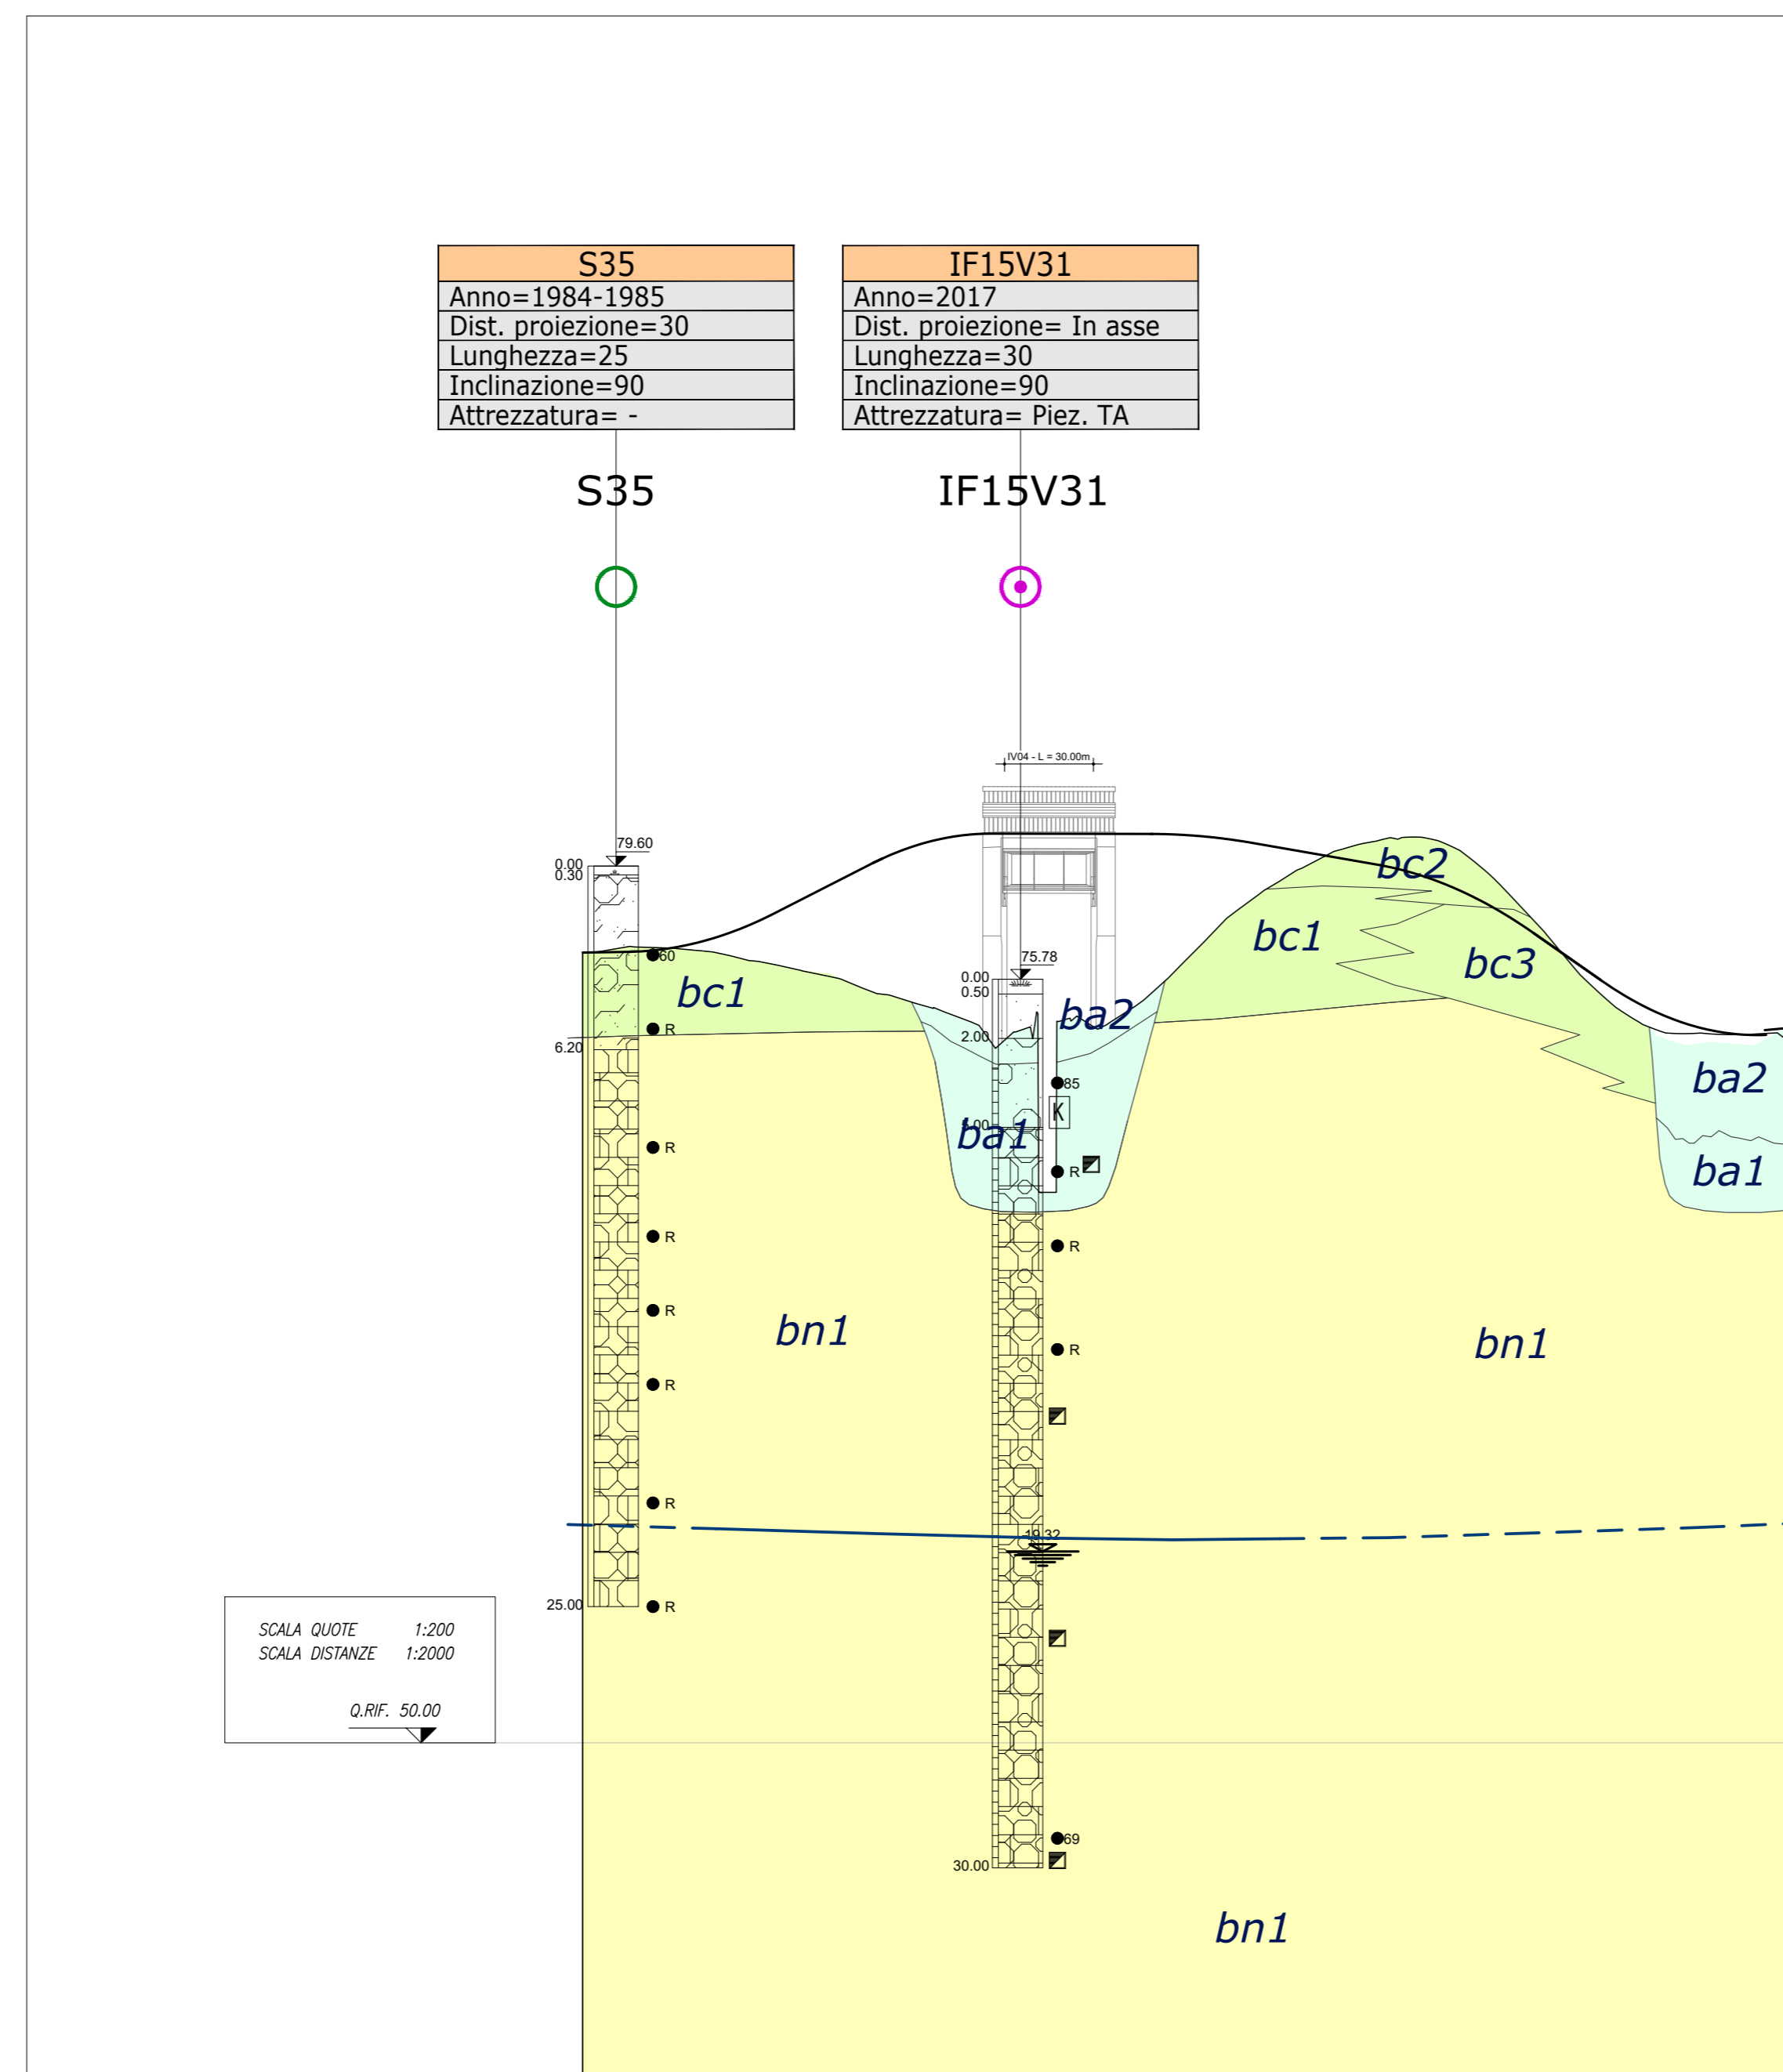 S35
Anno=1984-1985
Dist. proiezione=30
Lunghezza=25
Inclinazione=90
Attrezzatura= -
IF15V31
Anno=2017
Dist. proiezione= In asse
Lunghezza=30
Inclinazione=90
Attrezzatura= Piez. TA
S35
IF15V31
IV04 - L = 30.00m
79.60
0.00
0.30
bc2
bc1
60
75.78
bc3
0.00
0.50
bc1
ba2
R
2.00
6.20
85
ba2
K
5.00
ba1
R
R
ba1
R
R
bn1
R
bn1
R
R
R
19.32
25.00
R
SCALA QUOTE 1:200
SCALA DISTANZE 1:2000
Q.RIF. 50.00
69
30.00
bn1